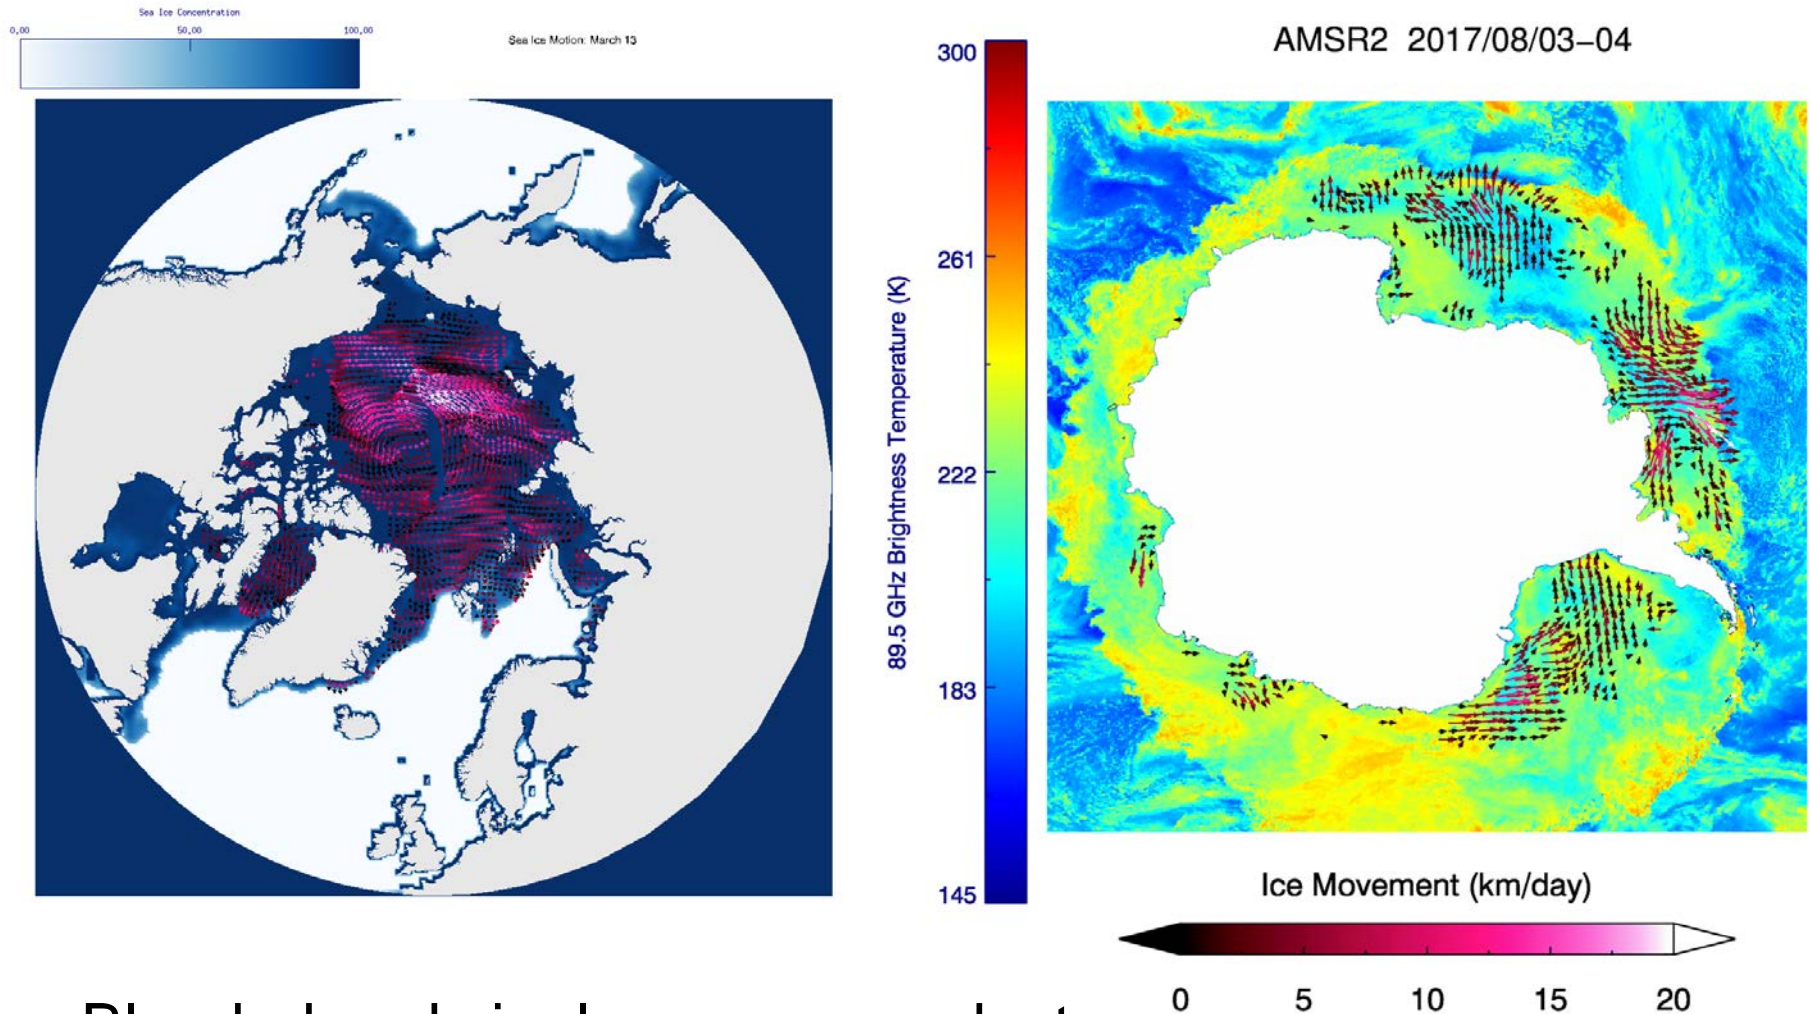 Sea Ice Concentration
0.00 50.00 100.00
Sea Ice Motion: March 13
AMSR2 2017/08/03-04
89.5 GHz Brightness Temperature (K)
300
261
222
183
145
Ice Movement (km/day)
0 5 10 15 20